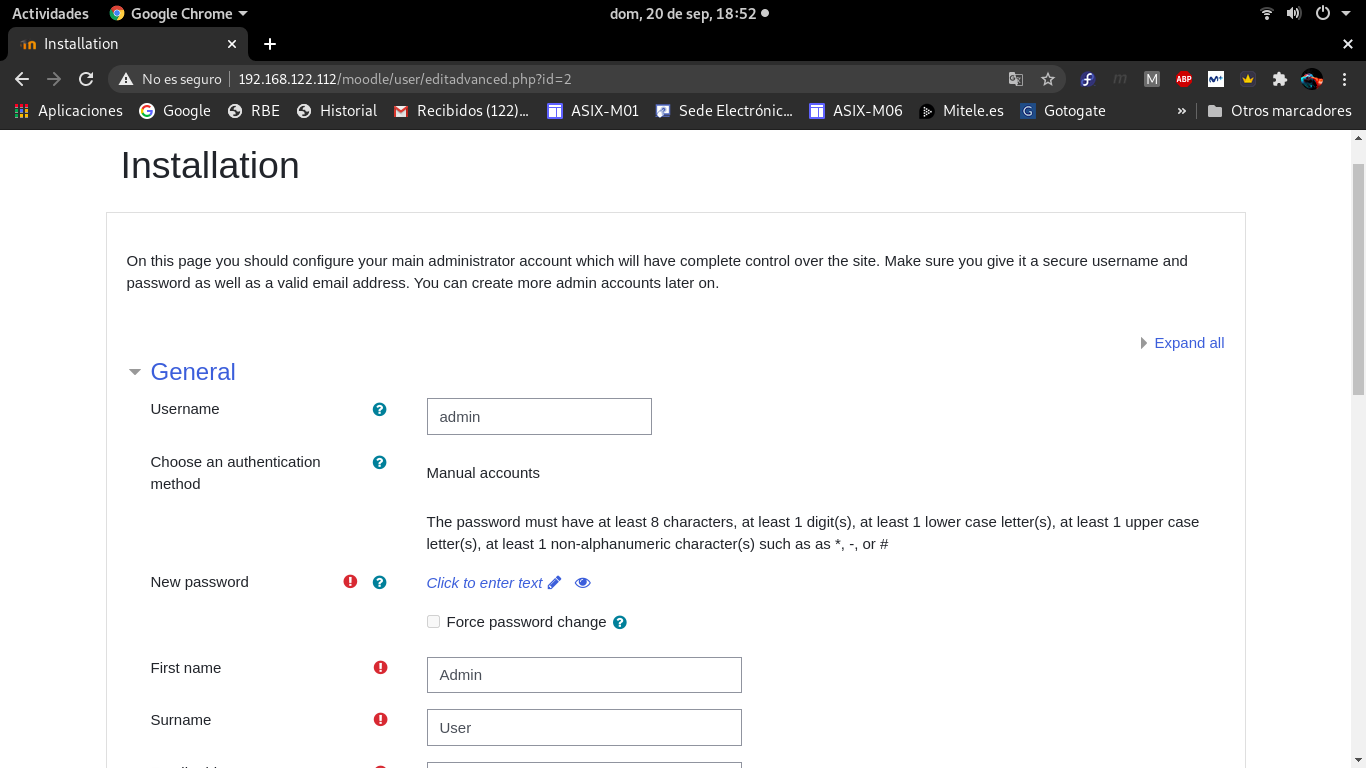 Actividades Google Chrome dom, 20 de sep, 18:52
Installation
No es seguro 192.168.122.112/moodle/user/editadvanced.php?id=2 M ABP
Aplicaciones Google RBE Historial Recibidos (122)... ASIX-M01 Sede Electrónic... ASIX-M06 Mitele.es Gotogate » Otros marcadores
Installation
On this page you should configure your main administrator account which will have complete control over the site. Make sure you give it a secure username and
password as well as a valid email address. You can create more admin accounts later on.
Expand all
General
Username admin
Choose an authentication
method
Manual accounts
The password must have at least 8 characters, at least 1 digit(s), at least 1 lower case letter(s), at least 1 upper case
letter(s), at least 1 non-alphanumeric character(s) such as as *, -, or #
New password Click to enter text
Force password change
First name Admin
Surname User